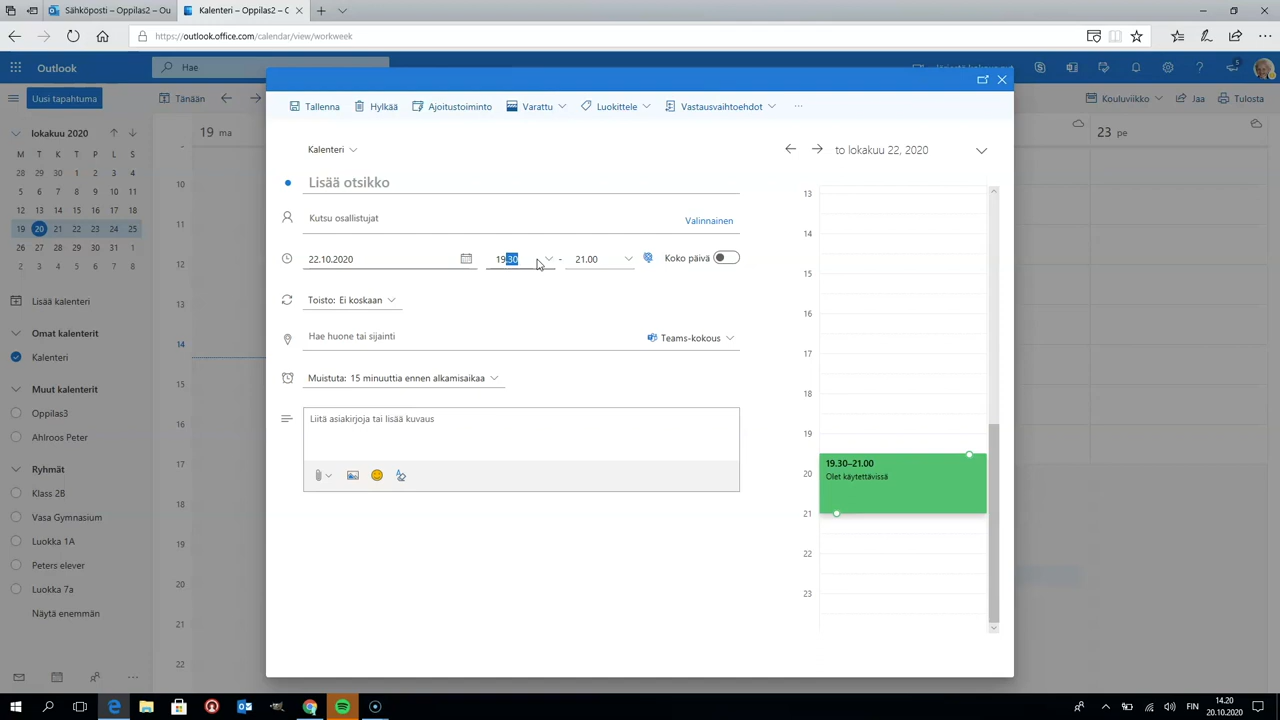 Sähköposti – Oppilas2 – Ou
Kalenteri – Oppilas2 – O
https://outlook.office.com/calendar/view/workweek
Outlook
Hae
Uusi tapahtuma
Tänään
Kouluviikko
Jaa
Tulosta
Tallenna
Hylkää
Ajoitustoiminto
Varattu
Luokittele
Vastausvaihtoehdot
lokakuu 2020
M T K T P L S
28 29 30 1 2 3 4
5 6 7 8 9 10 11
12 13 14 15 16 17 18
19 20 21 22 23 24 25
26 27 28 29 30 31 1
2 3 4 5 6 7 8
Lisää kalenteri
Omat kalenterit
Kalenteri
Muut kalenterit
Oppilas3
Ahlroos Peter
Ryhmät
Klass 2B
Vasa Gymnasium
Luokka 1A
Peters elever
Luokka 7a
Näytä enemmän
19 ma
10
11
12
13
14
15
16
17
18
19
20
21
22
Kalenteri
Lisää otsikko
Kutsu osallistujat
Valinnainen
22.10.2020
19.30
-
21.00
Koko päivä
Toisto: Ei koskaan
Hae huone tai sijainti
Teams-kokous
Muistuta: 15 minuuttia ennen alkamisaikaa
Liitä asiakirjoja tai lisää kuvaus
to lokakuu 22, 2020
13
14
15
16
17
18
19
20
21
22
23
19.30–21.00
Olet käytettävissä
23 pe
FIN
14.20
20.10.2020